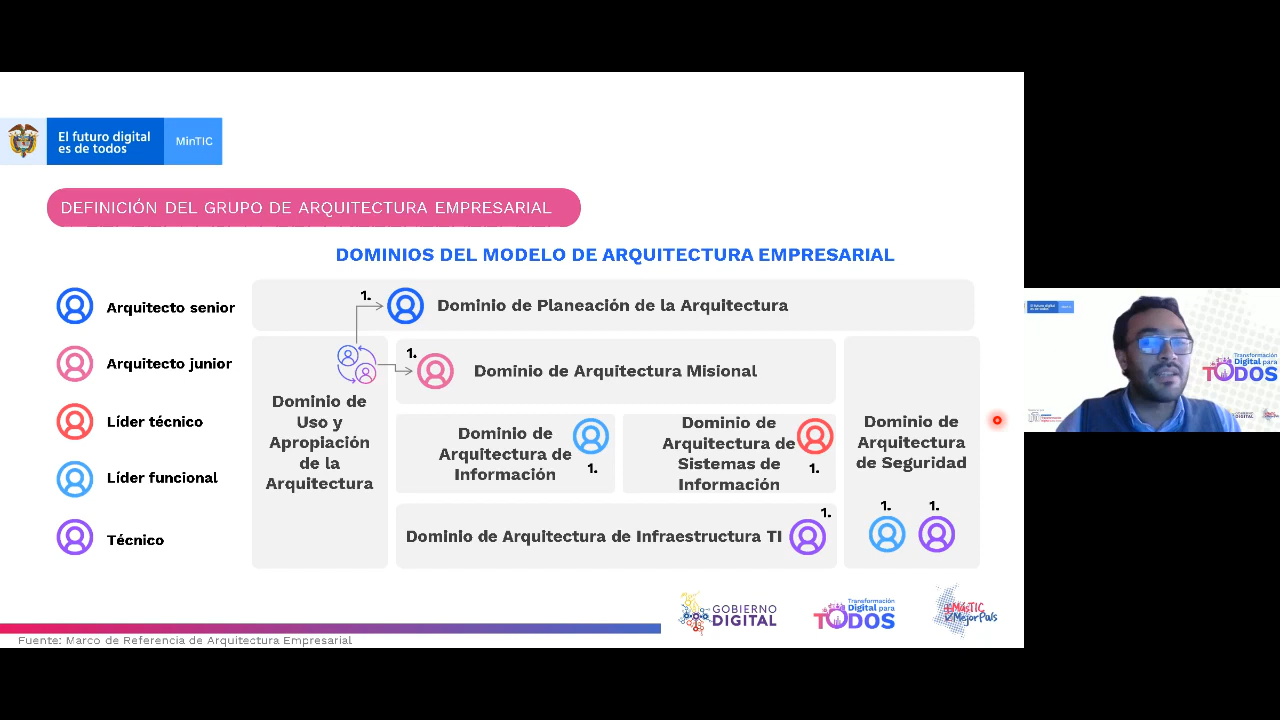 El futuro digital
es de todos
MinTIC
DEFINICIÓN DEL GRUPO DE ARQUITECTURA EMPRESARIAL
DOMINIOS DEL MODELO DE ARQUITECTURA EMPRESARIAL
Arquitecto senior
Arquitecto junior
Líder técnico
Líder funcional
Técnico
1.
Dominio de Planeación de la Arquitectura
Dominio de
Uso y
Apropiación
de la
Arquitectura
1.
Dominio de Arquitectura Misional
Dominio de
Arquitectura de
Información
1.
Dominio de
Arquitectura de
Sistemas de
Información
1.
Dominio de Arquitectura de Infraestructura TI
1.
Dominio de
Arquitectura
de Seguridad
1.
1.
GOBIERNO
DIGITAL
Transformación
Digital para
TODOS
+MásTIC
MejorPaís
Fuente: Marco de Referencia de Arquitectura Empresarial
Transformación
Digital para
TODOS